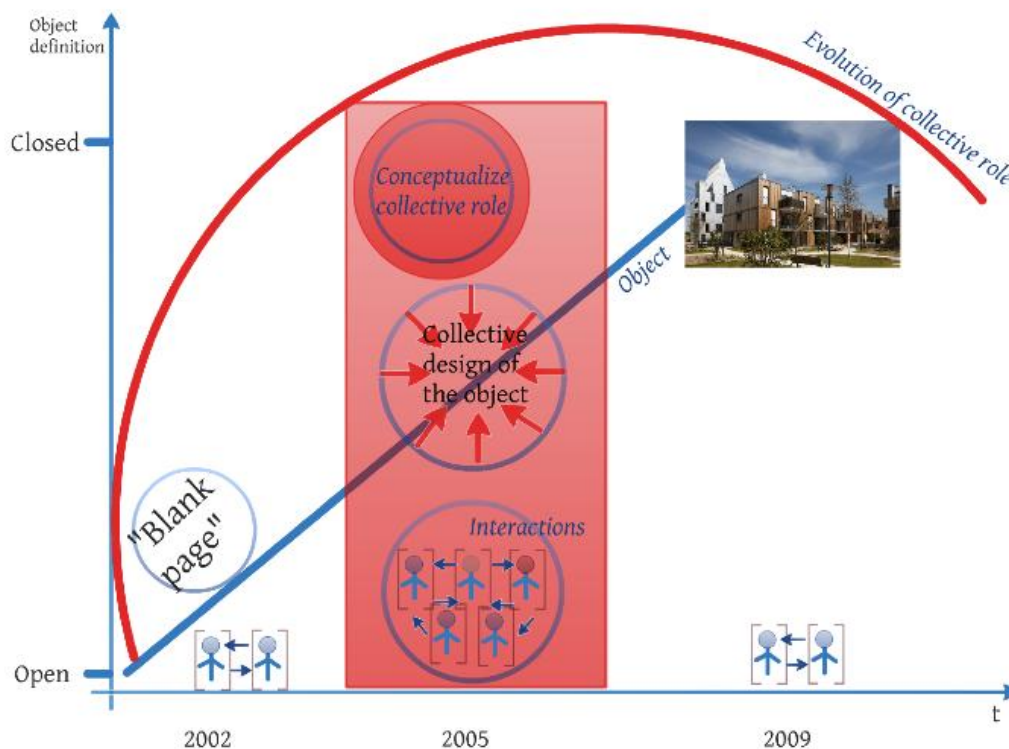 Object
definition
Evolution of collective role
Closed
Conceptualize
collective role
Object
Collective
design of
the object
"Blank
page"
Interactions
Open
t
2002
2005
2009